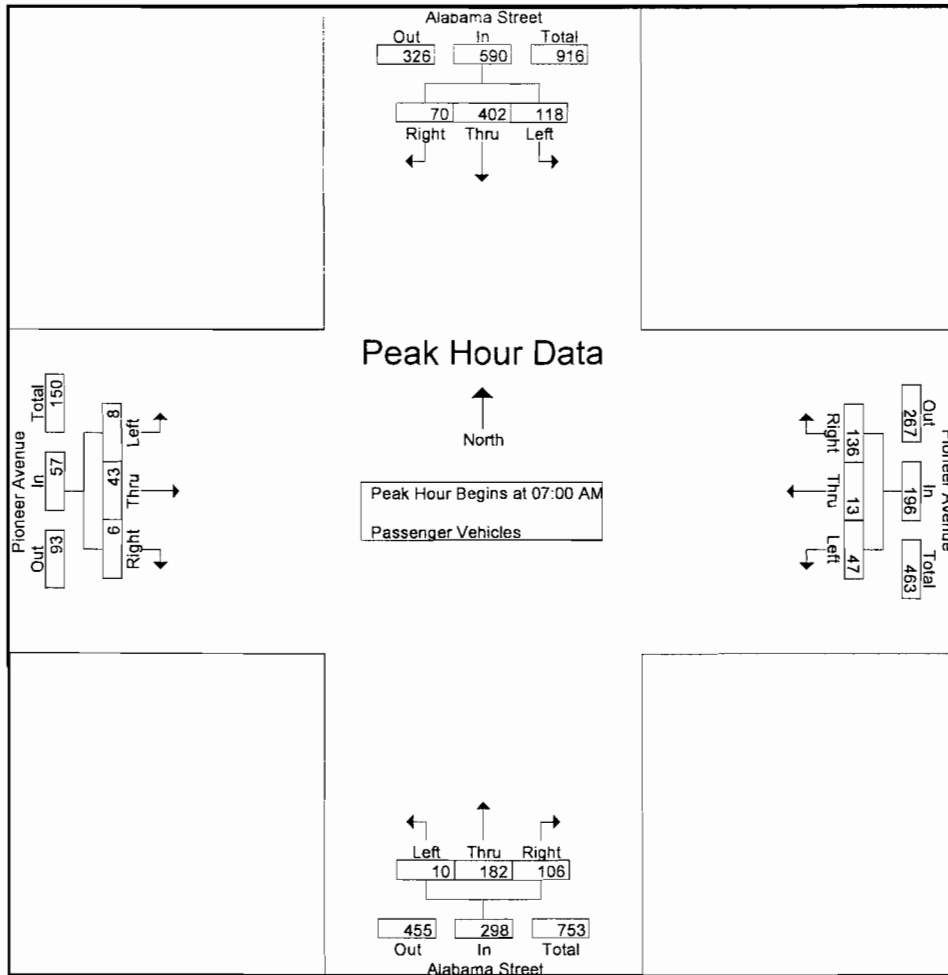 Alabama Street
Out In Total
326 590 916
70 402 118
Right Thru Left
Peak Hour Data
North
Peak Hour Begins at 07:00 AM
Passenger Vehicles
Pioneer Avenue
Out In Total
93 57 150
Right Thru Left
6 43 8
Pioneer Avenue
Out In Total
267 196 463
136 13 47
Right Thru Left
Left Thru Right
10 182 106
455 298 753
Out In Total
Alabama Street